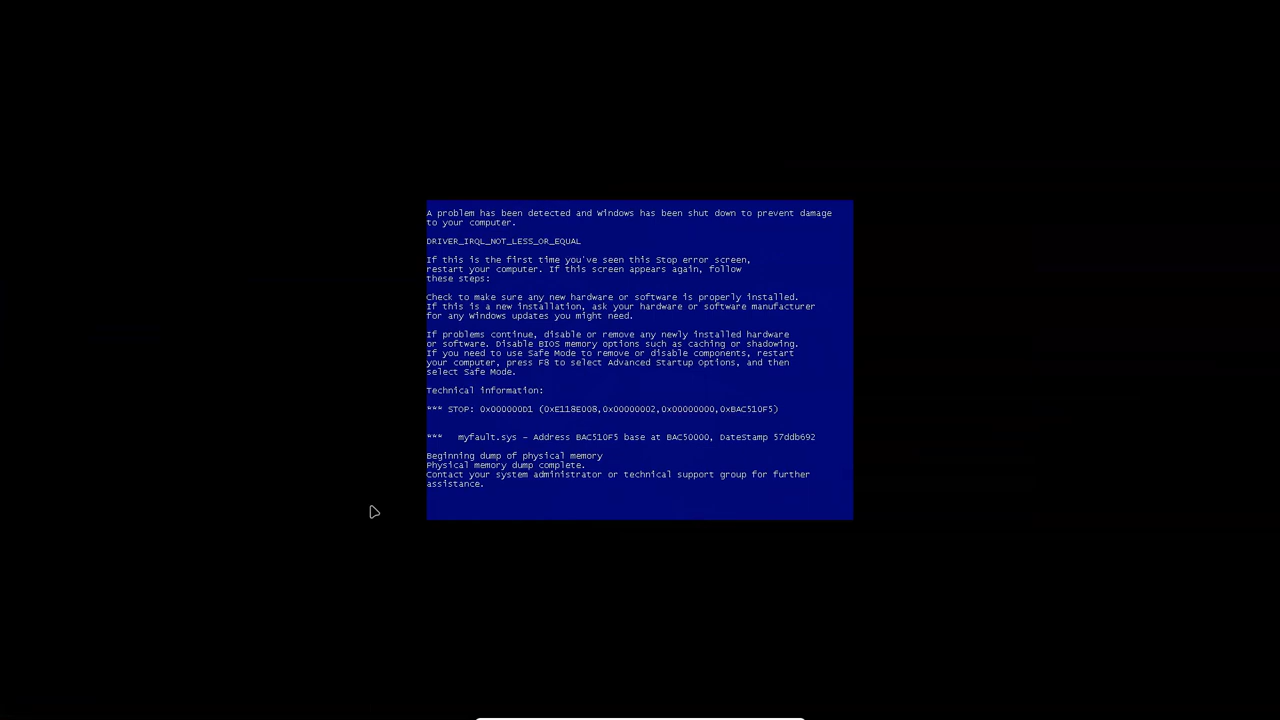 A problem has been detected and Windows has been shut down to prevent damage
to your computer.
DRIVER_IRQL_NOT_LESS_OR_EQUAL
If this is the first time you've seen this Stop error screen,
restart your computer. If this screen appears again, follow
these steps:
Check to make sure any new hardware or software is properly installed.
If this is a new installation, ask your hardware or software manufacturer
for any Windows updates you might need.
If problems continue, disable or remove any newly installed hardware
or software. Disable BIOS memory options such as caching or shadowing.
If you need to use Safe Mode to remove or disable components, restart
your computer, press F8 to select Advanced Startup Options, and then
select Safe Mode.
Technical information:
*** STOP: 0x000000D1 (0xE118E008,0x00000002,0x00000000,0xBAC510F5)
*** myfault.sys - Address BAC510F5 base at BAC50000, DateStamp 57ddb692
Beginning dump of physical memory
Physical memory dump complete.
Contact your system administrator or technical support group for further
assistance.